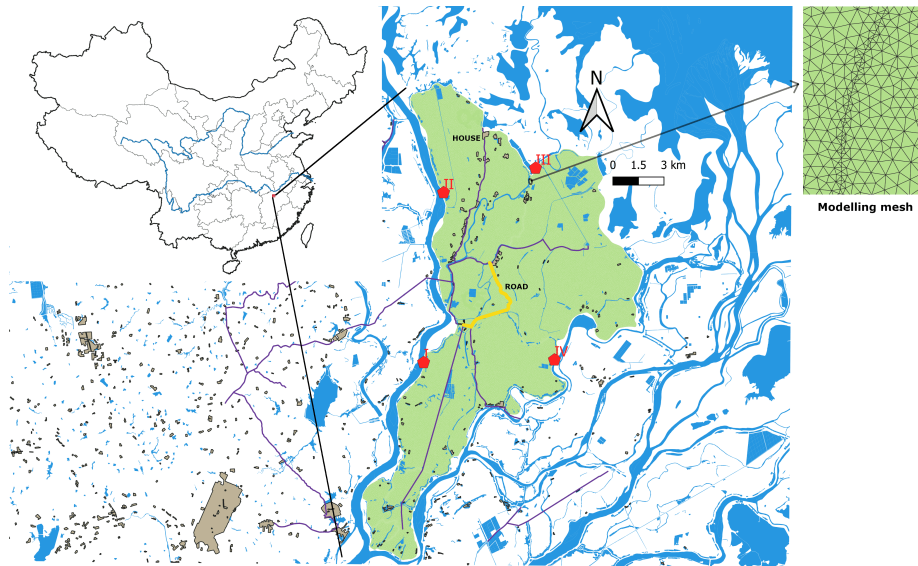 N
HOUSE
III
0 1.5 3 km
II
ROAD
I
IV
L
Modelling mesh